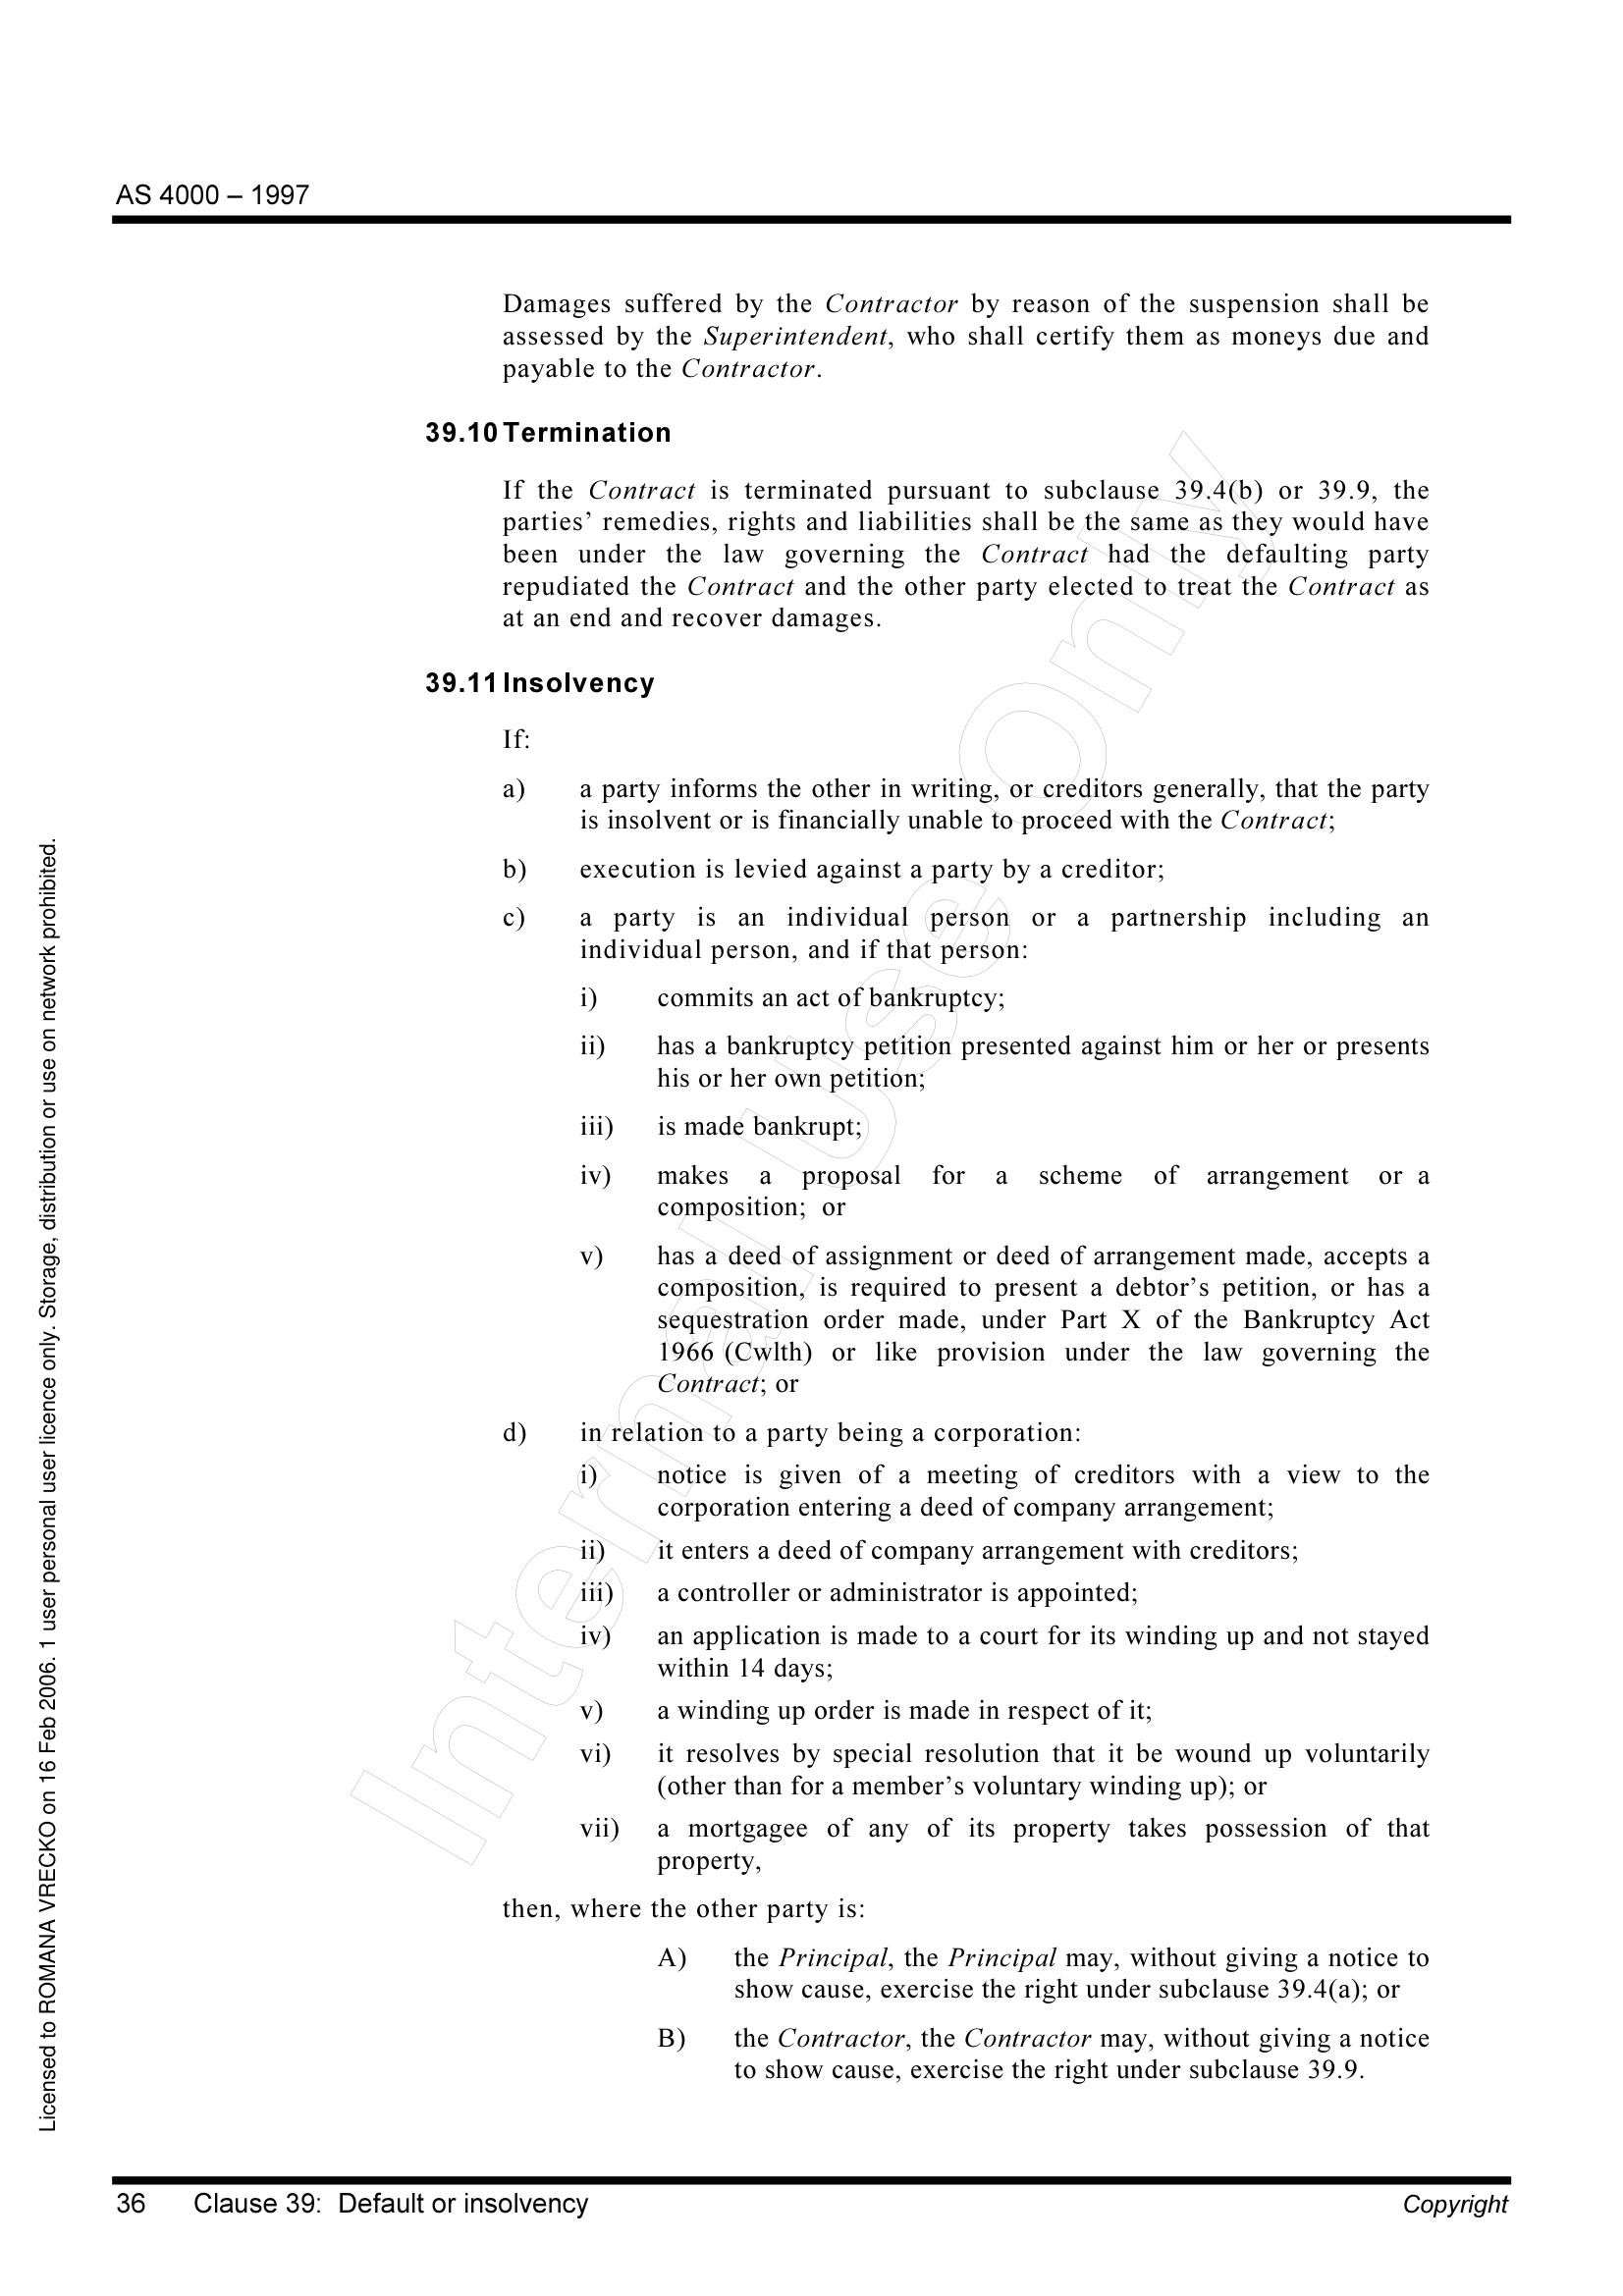 AS 4000 – 1997
Damages suffered by the Contractor by reason of the suspension shall be
assessed by the Superintendent, who shall certify them as moneys due and
payable to the Contractor.
39.10 Termination
If the Contract is terminated pursuant to subclause 39.4(b) or 39.9, the
parties’ remedies, rights and liabilities shall be the same as they would have
been under the law governing the Contract had the defaulting party
repudiated the Contract and the other party elected to treat the Contract as
at an end and recover damages.
39.11 Insolvency
If:
a) a party informs the other in writing, or creditors generally, that the party
is insolvent or is financially unable to proceed with the Contract;
b) execution is levied against a party by a creditor;
c) a party is an individual person or a partnership including an
individual person, and if that person:
i) commits an act of bankruptcy;
ii) has a bankruptcy petition presented against him or her or presents
his or her own petition;
iii) is made bankrupt;
iv) makes a proposal for a scheme of arrangement or a
composition; or
v) has a deed of assignment or deed of arrangement made, accepts a
composition, is required to present a debtor’s petition, or has a
sequestration order made, under Part X of the Bankruptcy Act
1966 (Cwlth) or like provision under the law governing the
Contract; or
d) in relation to a party being a corporation:
i) notice is given of a meeting of creditors with a view to the
corporation entering a deed of company arrangement;
ii) it enters a deed of company arrangement with creditors;
iii) a controller or administrator is appointed;
iv) an application is made to a court for its winding up and not stayed
within 14 days;
v) a winding up order is made in respect of it;
vi) it resolves by special resolution that it be wound up voluntarily
(other than for a member’s voluntary winding up); or
vii) a mortgagee of any of its property takes possession of that
property,
then, where the other party is:
A) the Principal, the Principal may, without giving a notice to
show cause, exercise the right under subclause 39.4(a); or
B) the Contractor, the Contractor may, without giving a notice
to show cause, exercise the right under subclause 39.9.
36 Clause 39: Default or insolvency Copyright
Licensed to ROMANA VRECKO on 16 Feb 2006. 1 user personal user licence only. Storage, distribution or use on network prohibited.
Internal Use Only